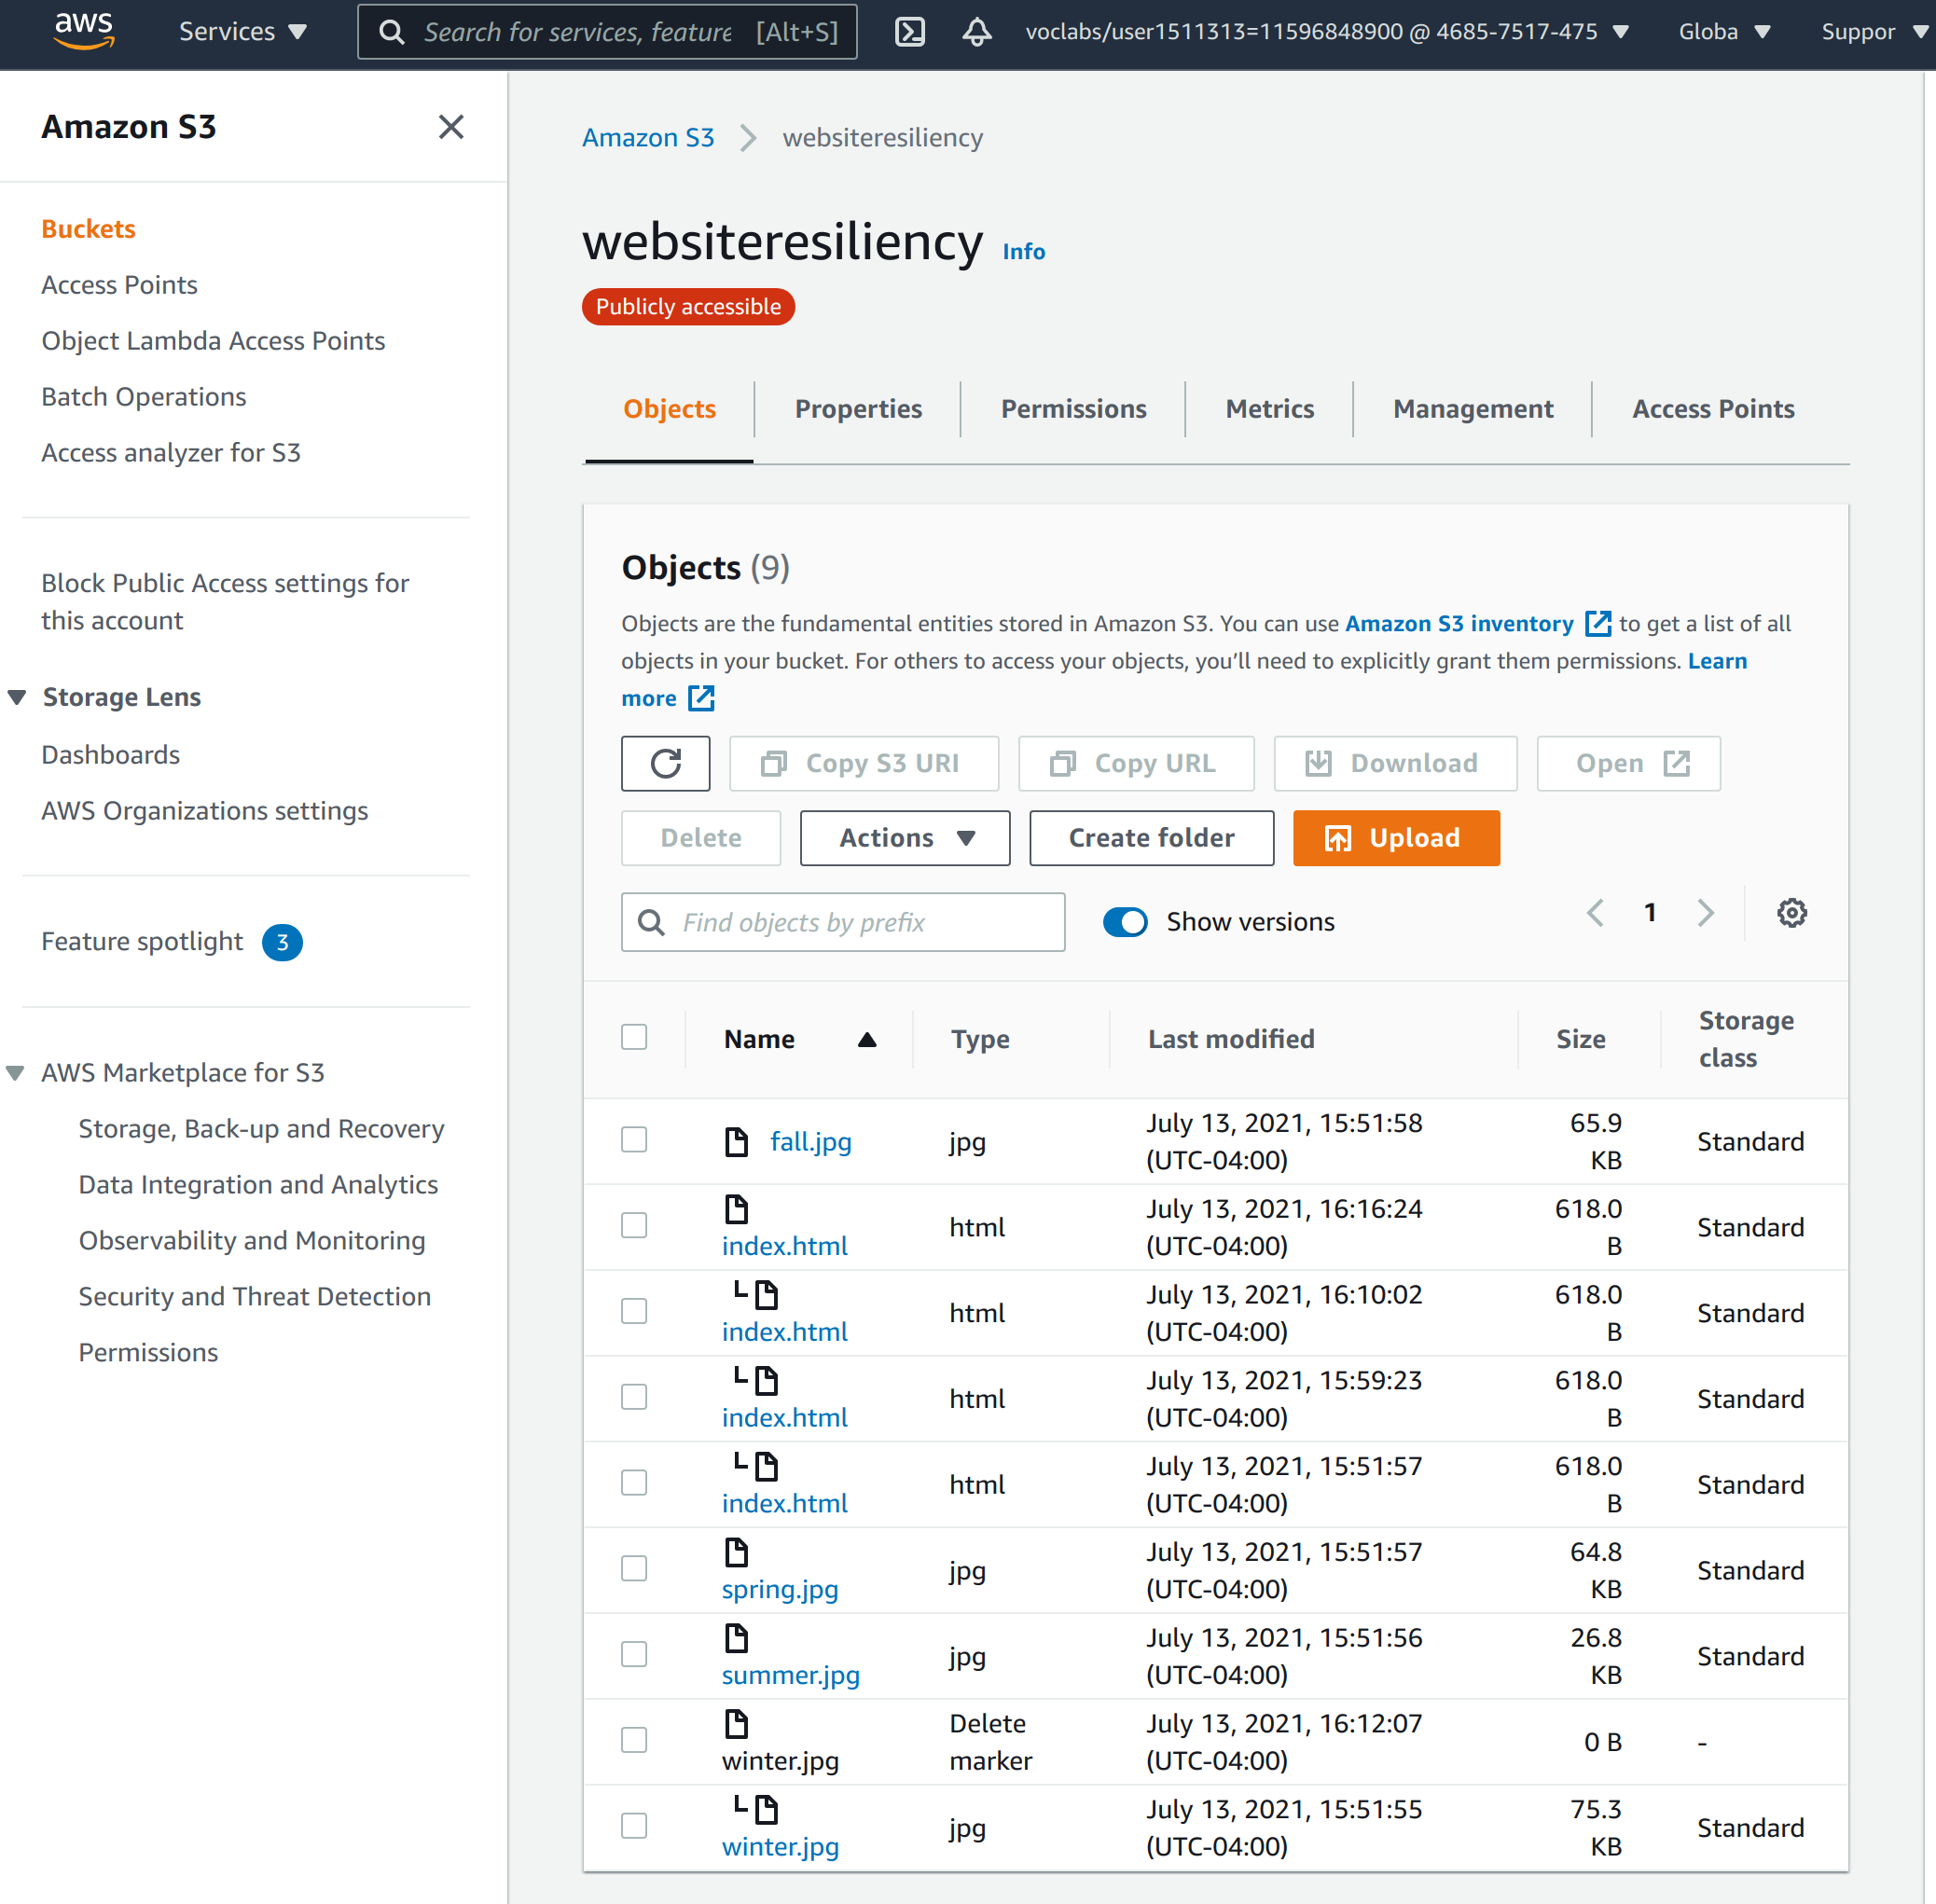 aws
Services
Search for services, feature [Alt+S]
voclabs/user1511313=11596848900 @ 4685-7517-475
Globa
Suppor
Amazon S3
Buckets
Access Points
Object Lambda Access Points
Batch Operations
Access analyzer for S3
Block Public Access settings for
this account
Storage Lens
Dashboards
AWS Organizations settings
Feature spotlight 3
AWS Marketplace for S3
Storage, Back-up and Recovery
Data Integration and Analytics
Observability and Monitoring
Security and Threat Detection
Permissions
Amazon S3 websiteresiliency
websiteresiliency Info
Publicly accessible
Objects Properties Permissions Metrics Management Access Points
Objects (9)
Objects are the fundamental entities stored in Amazon S3. You can use Amazon S3 inventory to get a list of all
objects in your bucket. For others to access your objects, you’ll need to explicitly grant them permissions. Learn
more
Copy S3 URI Copy URL Download Open
Delete Actions Create folder Upload
Find objects by prefix Show versions 1
Name Type Last modified Size Storage
class
fall.jpg jpg July 13, 2021, 15:51:58 65.9 Standard
(UTC-04:00) KB
index.html html July 13, 2021, 16:16:24 618.0 Standard
(UTC-04:00) B
index.html html July 13, 2021, 16:10:02 618.0 Standard
(UTC-04:00) B
index.html html July 13, 2021, 15:59:23 618.0 Standard
(UTC-04:00) B
index.html html July 13, 2021, 15:51:57 618.0 Standard
(UTC-04:00) B
spring.jpg jpg July 13, 2021, 15:51:57 64.8 Standard
(UTC-04:00) KB
summer.jpg jpg July 13, 2021, 15:51:56 26.8 Standard
(UTC-04:00) KB
winter.jpg Delete July 13, 2021, 16:12:07 0 B -
marker (UTC-04:00)
winter.jpg jpg July 13, 2021, 15:51:55 75.3 Standard
(UTC-04:00) KB